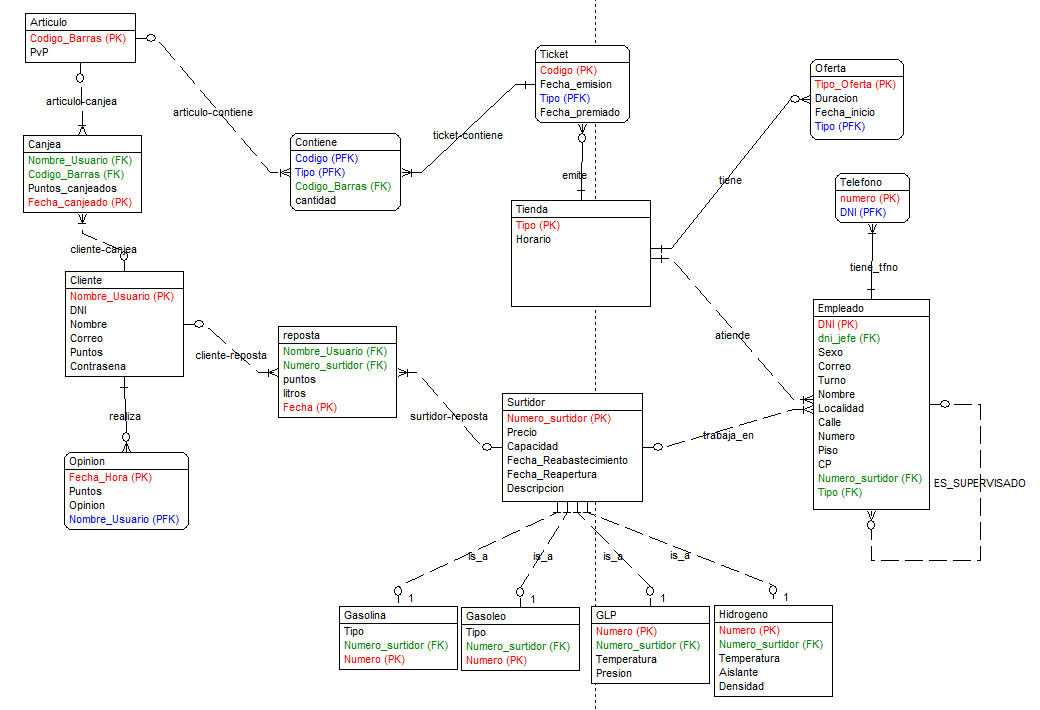 Articulo
Codigo_Barras (PK)
PvP
articulo-canjea
articulo-contiene
Canjea
Nombre_Usuario (FK)
Codigo_Barras (FK)
Puntos_canjeados
Fecha_canjeado (PK)
cliente-canjea
Contiene
Codigo (PFK)
Tipo (PFK)
Codigo_Barras (FK)
cantidad
ticket-contiene
Ticket
Codigo (PK)
Fecha_emision
Tipo (PFK)
Fecha_premiado
emite
Tienda
Tipo (PK)
Horario
tiene
Oferta
Tipo_Oferta (PK)
Duracion
Fecha_inicio
Tipo (PFK)
Telefono
numero (PK)
DNI (PFK)
tiene_tfno
atiende
Cliente
Nombre_Usuario (PK)
DNI
Nombre
Correo
Puntos
Contrasena
cliente-reposta
reposta
Nombre_Usuario (FK)
Numero_surtidor (FK)
puntos
litros
Fecha (PK)
surtidor-reposta
realiza
Opinion
Fecha_Hora (PK)
Puntos
Opinion
Nombre_Usuario (PFK)
Surtidor
Numero_surtidor (PK)
Precio
Capacidad
Fecha_Reabastecimiento
Fecha_Reapertura
Descripcion
trabaja_en
Empleado
DNI (PK)
dni_jefe (FK)
Sexo
Correo
Turno
Nombre
Localidad
Calle
Numero
Piso
CP
Numero_surtidor (FK)
Tipo (FK)
ES_SUPERVISADO
is_a
is_a
is_a
is_a
1
1
1
1
Gasolina
Tipo
Numero_surtidor (FK)
Numero (PK)
Gasoleo
Tipo
Numero_surtidor (FK)
Numero (PK)
GLP
Numero (PK)
Numero_surtidor (FK)
Temperatura
Presion
Hidrogeno
Numero (PK)
Numero_surtidor (FK)
Temperatura
Aislante
Densidad